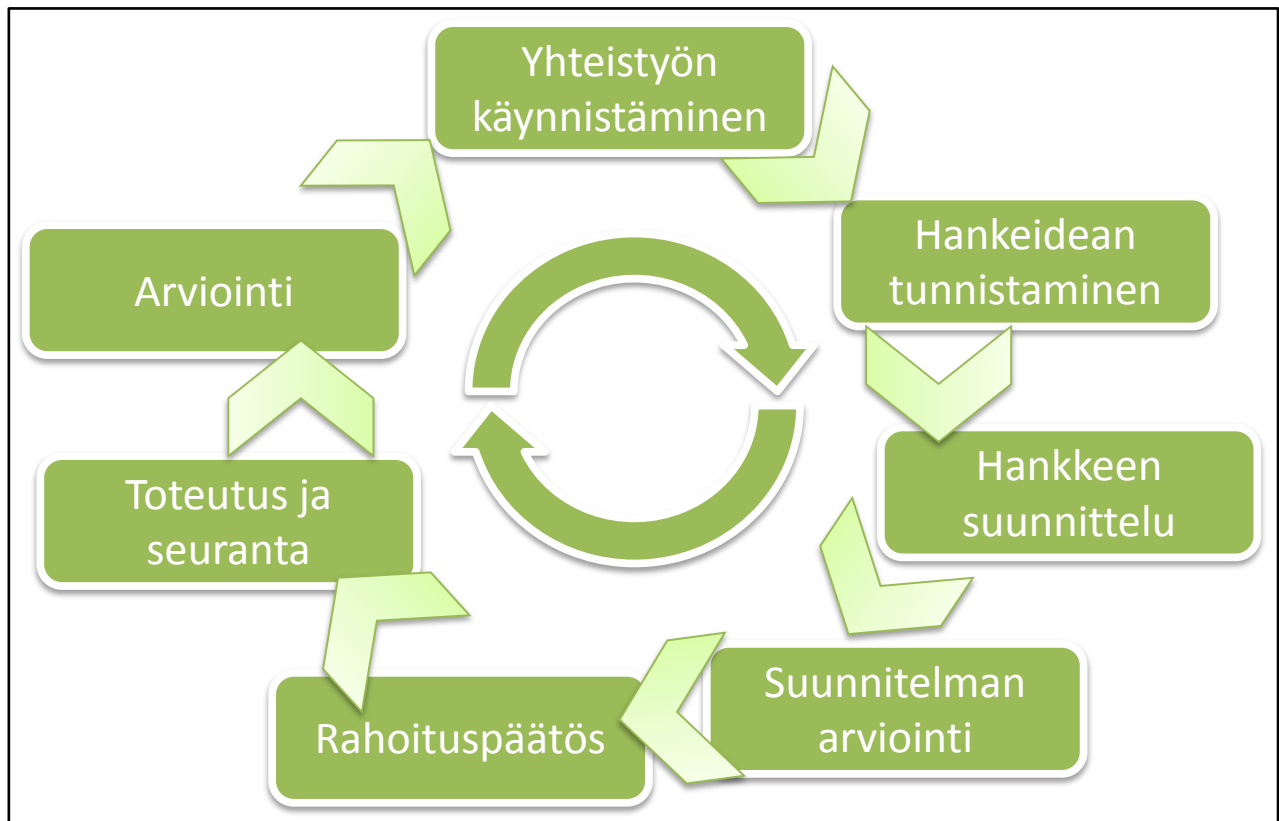 Yhteistyön
käynnistäminen
Hankeidean
tunnistaminen
Hankkeen
suunnittelu
Suunnitelman
arviointi
Rahoituspäätös
Toteutus ja
seuranta
Arviointi